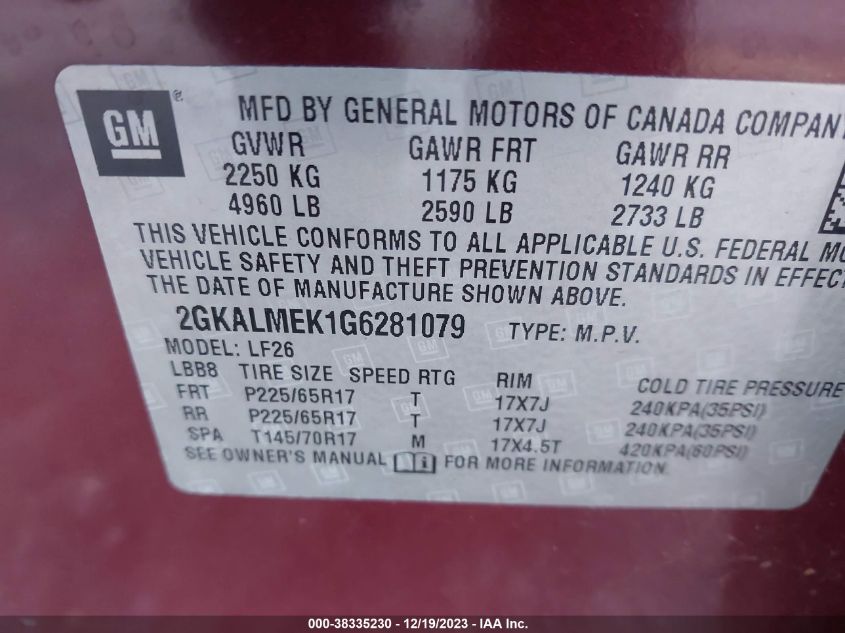 GM ®
MFD BY GENERAL MOTORS OF CANADA COMPAN
GVWR GAWR FRT GAWR RR
2250 KG 1175 KG 1240 KG
4960 LB 2590 LB 2733 LB
THIS VEHICLE CONFORMS TO ALL APPLICABLE U.S. FEDERAL MO
VEHICLE SAFETY AND THEFT PREVENTION STANDARDS IN EFFECT
THE DATE OF MANUFACTURE SHOWN ABOVE.
2GKALMEK1G6281079 TYPE: M.P.V.
MODEL: LF26
LBB8 TIRE SIZE SPEED RTG RIM COLD TIRE PRESSURE
FRT P225/65R17 T 17X7J 240KPA(35PSI)
RR P225/65R17 T 17X7J 240KPA(35PSI)
SPA T145/70R17 M 17X4.5T 420KPA(60PSI)
SEE OWNER'S MANUAL FOR MORE INFORMATION.
000-38335230 - 12/19/2023 - IAA Inc.